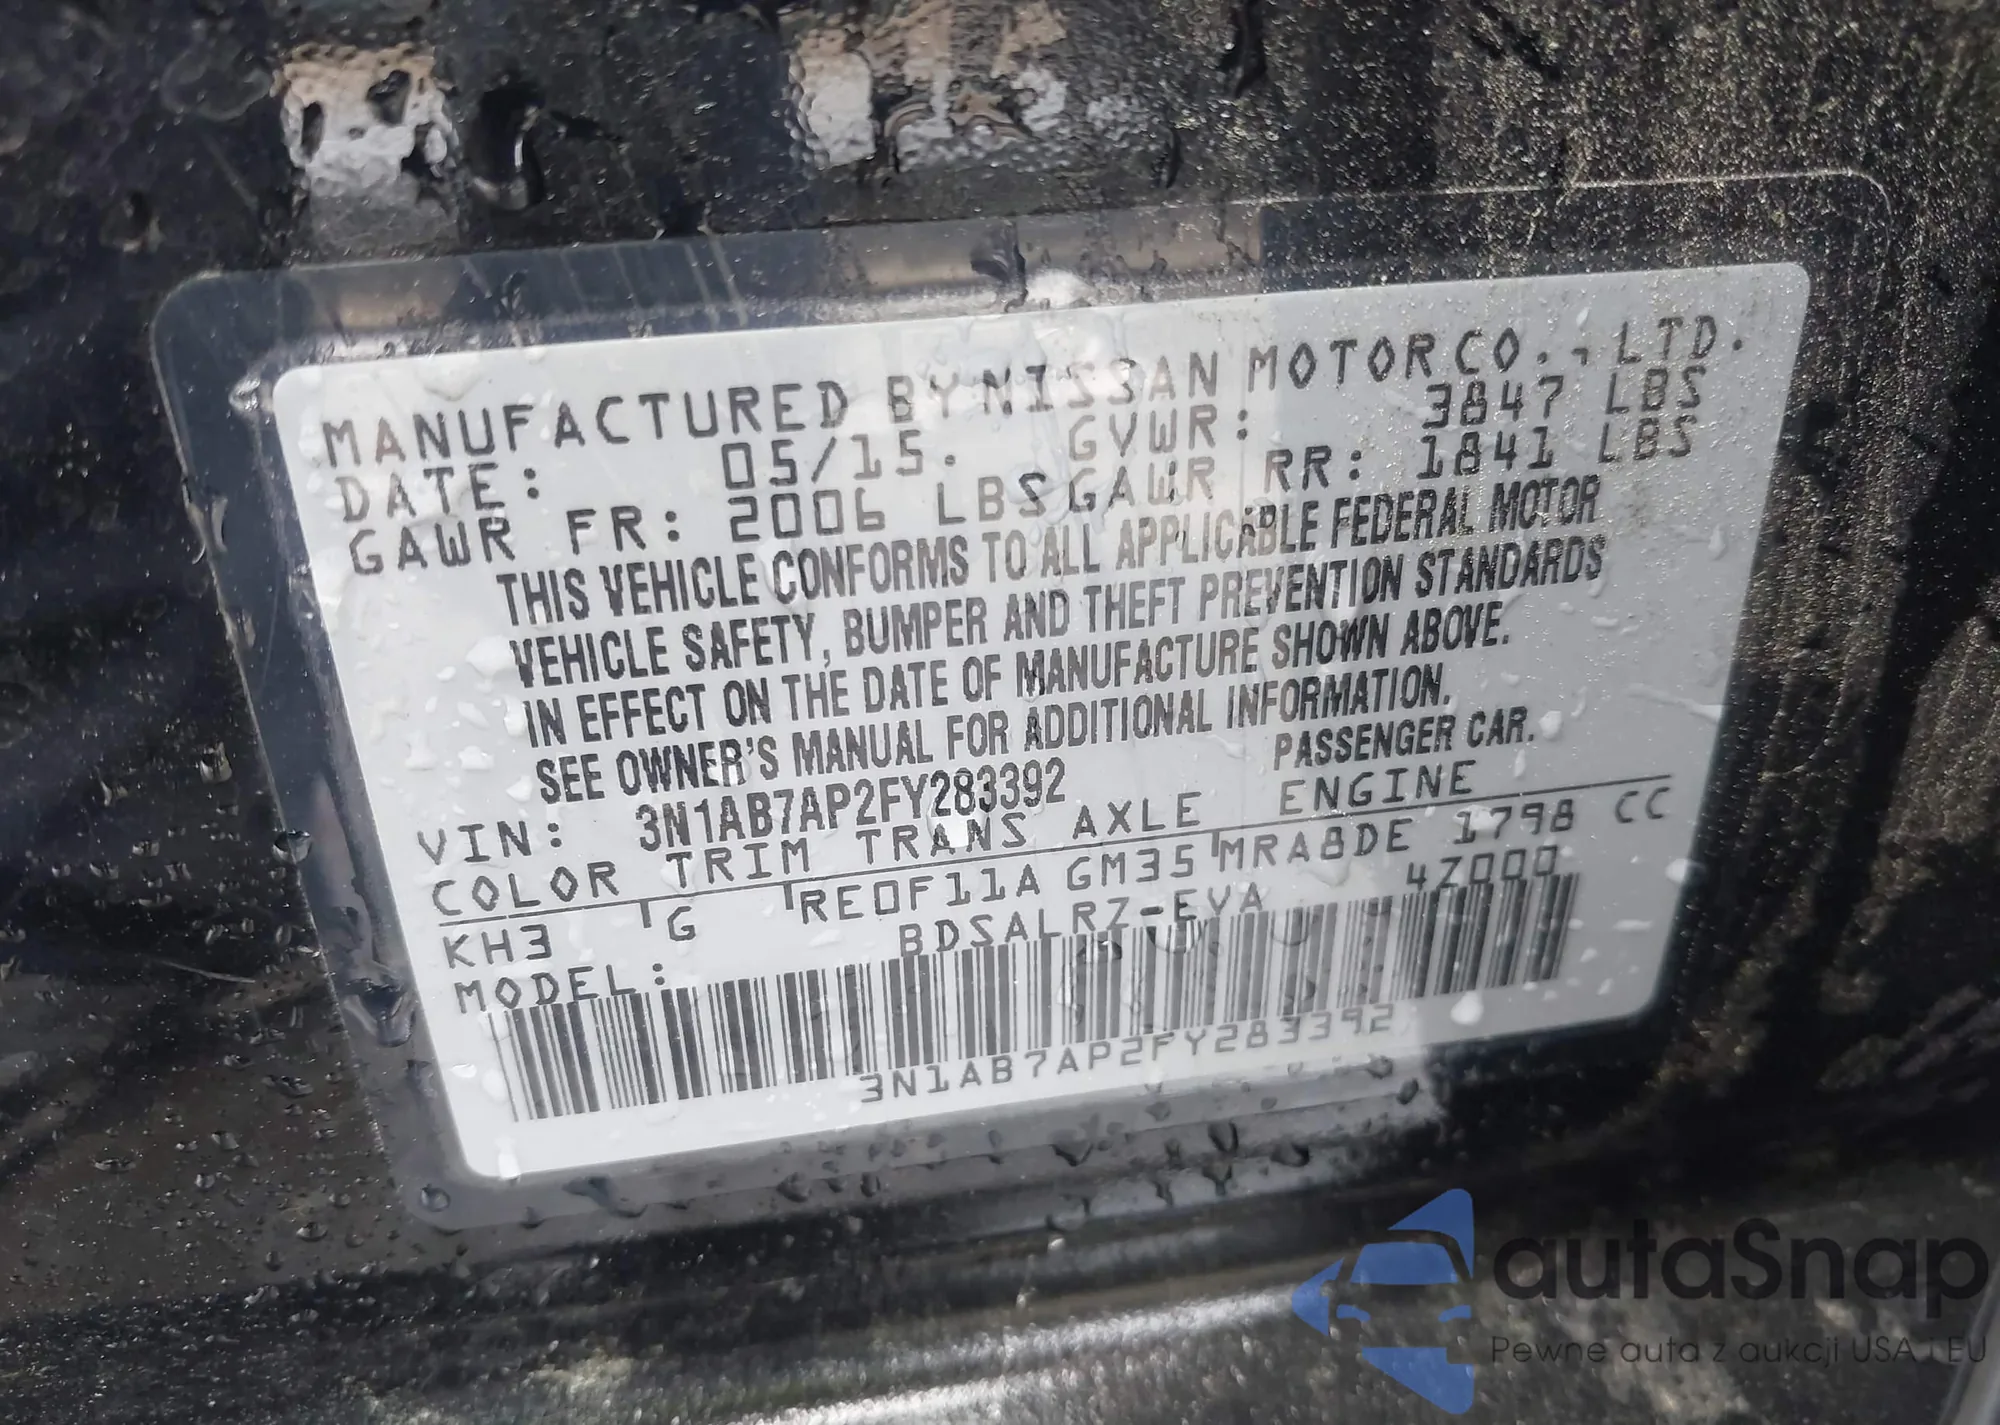 MANUFACTURED BY NISSAN MOTOR CO., LTD.
DATE: 05/15. GVWR: 3847 LBS
GAWR FR: 2006 LBS GAWR RR: 1841 LBS
THIS VEHICLE CONFORMS TO ALL APPLICABLE FEDERAL MOTOR
VEHICLE SAFETY, BUMPER AND THEFT PREVENTION STANDARDS
IN EFFECT ON THE DATE OF MANUFACTURE SHOWN ABOVE.
SEE OWNER'S MANUAL FOR ADDITIONAL INFORMATION.
VIN: 3N1AB7AP2FY283392 PASSENGER CAR.
COLOR TRIM TRANS AXLE ENGINE
KH3 G RE0F11A GM35 MRA8DE 1798 CC
MODEL: BDSALRZ-EVA 4Z000
3N1AB7AP2FY283392
autaSnap
Pewne auta z aukcji USA i EU